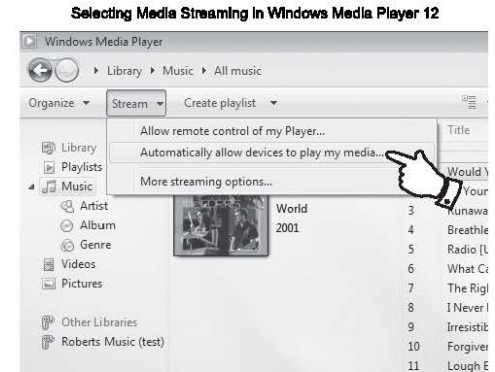 Selecting Media Streaming in Windows Media Player 12
Windows Media Player
Library Music All music
Organize Stream Create playlist
Allow remote control of my Player...
Automatically allow devices to play my media...
More streaming options...
Title
Library
Playlists
Music
Artist
Album
Genre
Videos
Pictures
Other Libraries
Roberts Music (test)
World
2001
Would Y
Your
3 Runawa
4 Breathle
5 Radio [U
6 What Ca
7 The Righ
8 I Never
9 Irresistib
10 Forgiven
11 Lough E